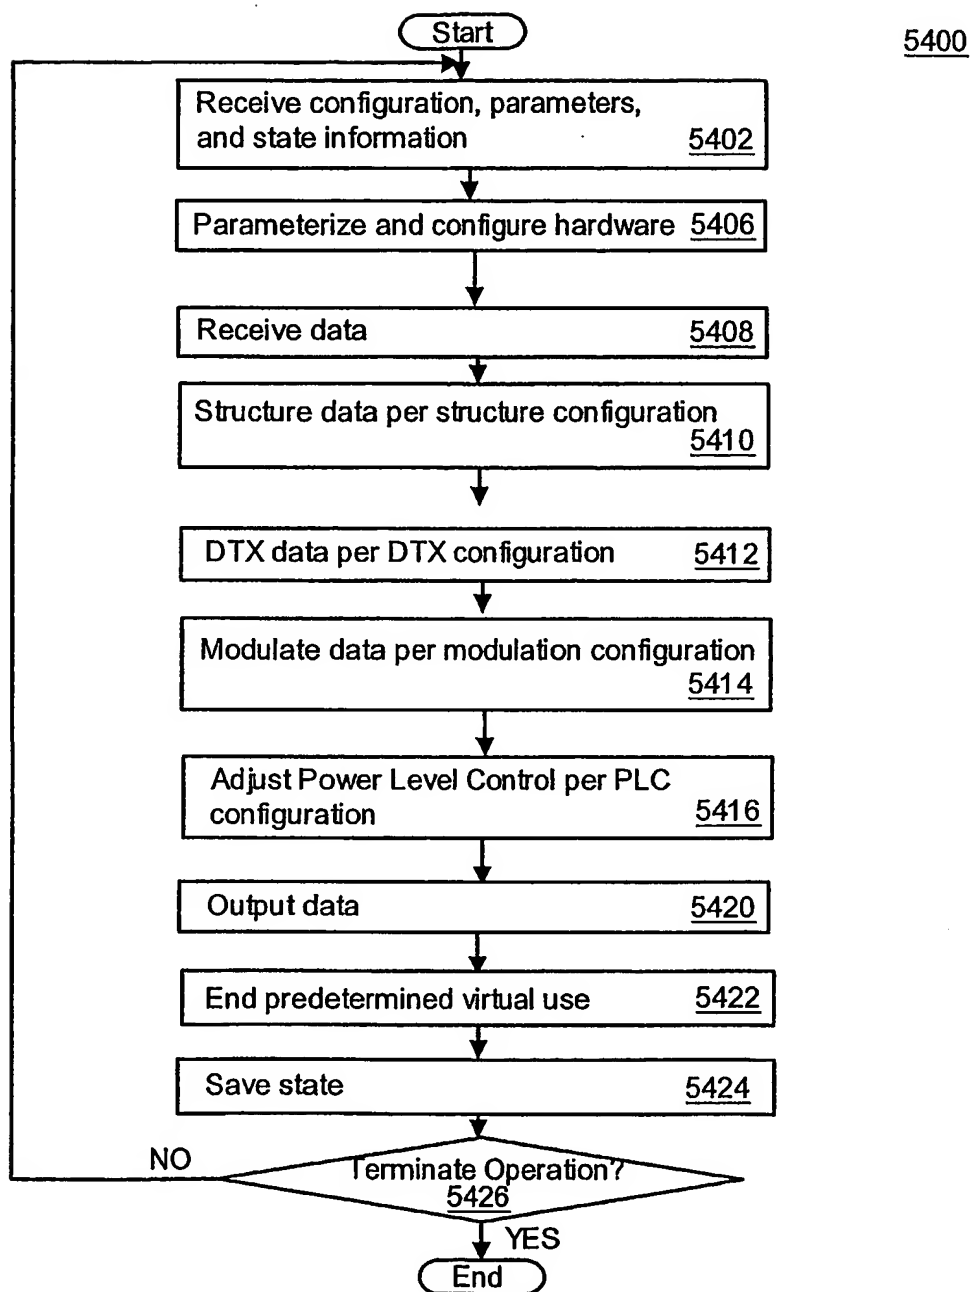 Start
5400
Receive configuration, parameters,
and state information 5402
Parameterize and configure hardware 5406
Receive data 5408
Structure data per structure configuration
5410
DTX data per DTX configuration 5412
Modulate data per modulation configuration
5414
Adjust Power Level Control per PLC
configuration 5416
Output data 5420
End predetermined virtual use 5422
Save state 5424
NO
Terminate Operation?
5426
YES
End